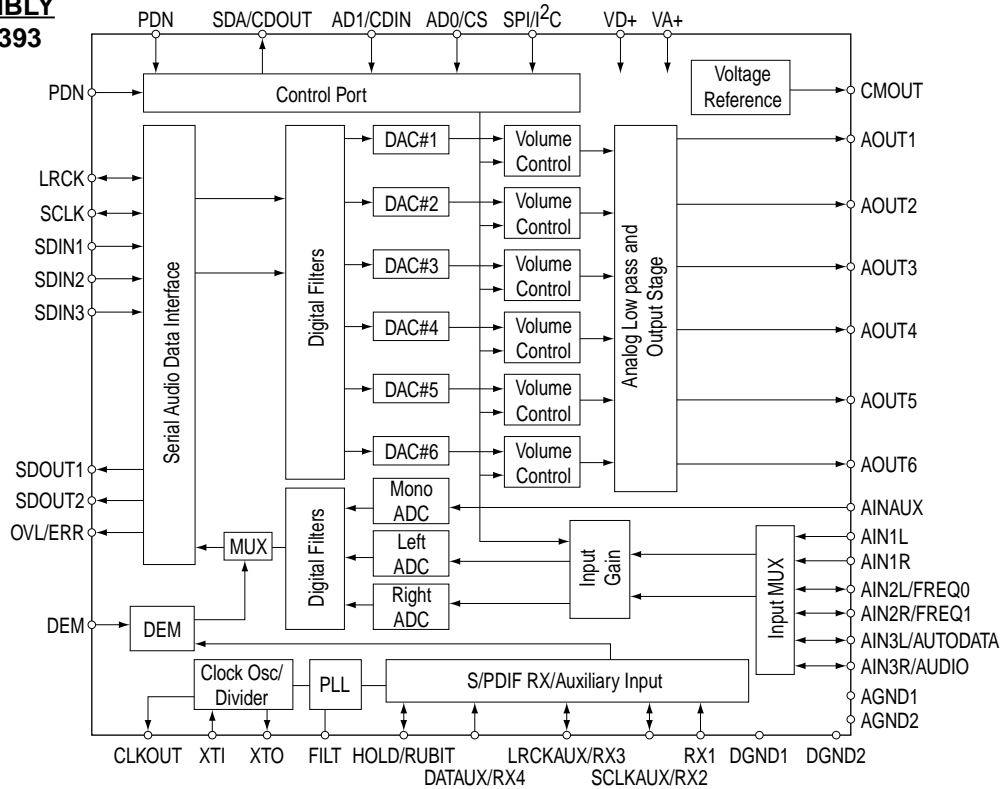 MBLY
393
PDN SDA/CDOUT AD1/CDIN AD0/CS SPI/I2C VD+ VA+
PDN
Control Port
Voltage
Reference
CMOUT
LRCK
SCLK
SDIN1
SDIN2
SDIN3
SDOUT1
SDOUT2
OVL/ERR
DEM
Serial Audio Data Interface
Digital Filters
DAC#1
DAC#2
DAC#3
DAC#4
DAC#5
DAC#6
Volume
Control
Volume
Control
Volume
Control
Volume
Control
Volume
Control
Volume
Control
Analog Low pass and
Output Stage
AOUT1
AOUT2
AOUT3
AOUT4
AOUT5
AOUT6
AINAUX
AIN1L
AIN1R
AIN2L/FREQ0
AIN2R/FREQ1
AIN3L/AUTODATA
AIN3R/AUDIO
AGND1
AGND2
MUX
Digital Filters
Mono
ADC
Left
ADC
Right
ADC
Input
Gain
Input MUX
DEM
Clock Osc/
Divider
PLL
S/PDIF RX/Auxiliary Input
CLKOUT XTI XTO FILT HOLD/RUBIT LRCKAUX/RX3 RX1 DGND1 DGND2
DATAUX/RX4 SCLKAUX/RX2